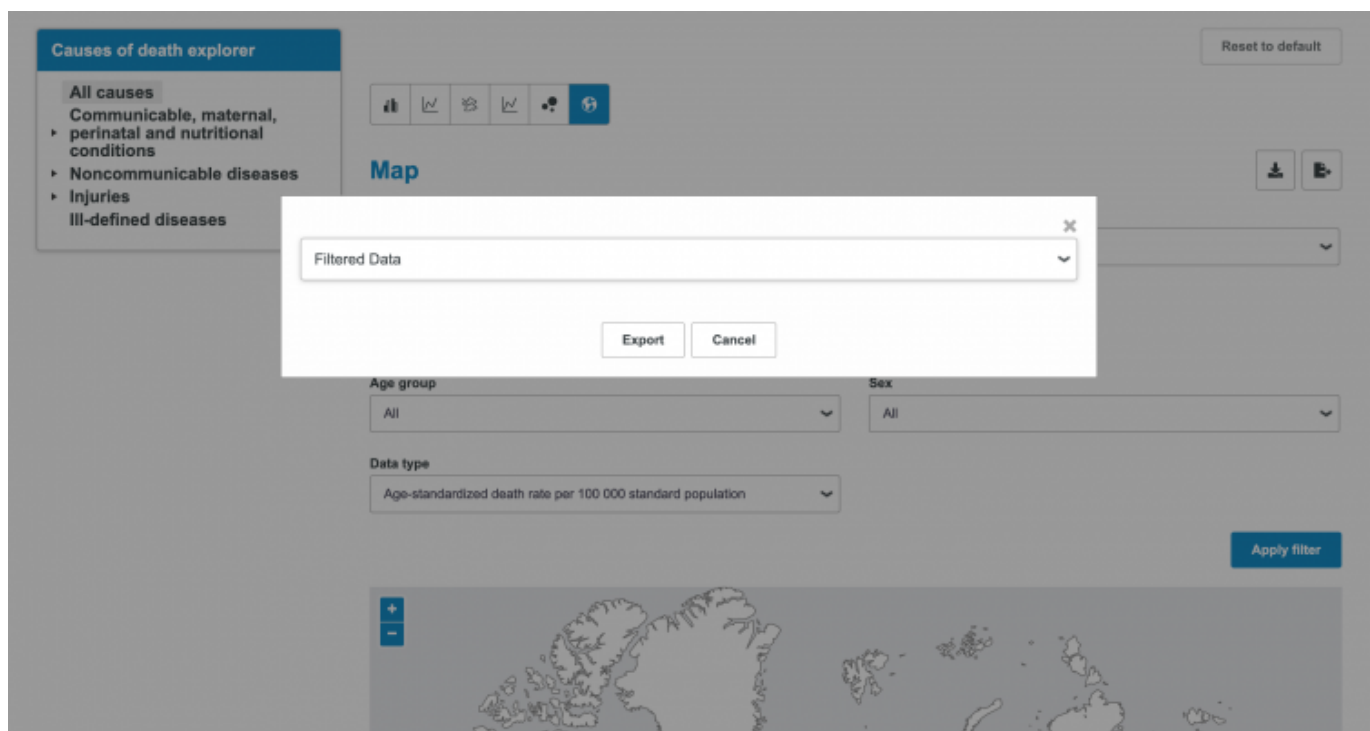 Causes of death explorer
Reset to default
All causes
Communicable, maternal,
perinatal and nutritional
conditions
Noncommunicable diseases
Injuries
Ill-defined diseases
Map
Filtered Data
Export
Cancel
Age group
Sex
All
All
Data type
Age-standardized death rate per 100 000 standard population
Apply filter
+
-